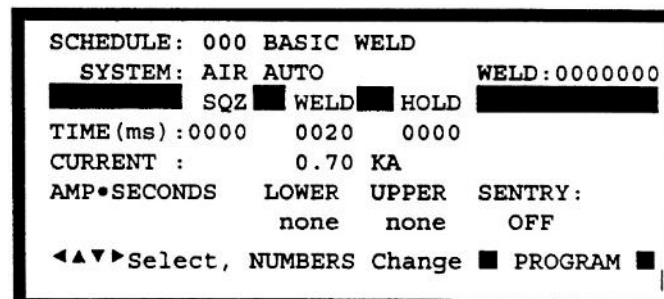 SCHEDULE: 000 BASIC WELD
SYSTEM: AIR AUTO WELD:0000000
SQZ WELD HOLD
TIME(ms):0000 0020 0000
CURRENT : 0.70 KA
AMP•SECONDS LOWER UPPER SENTRY:
none none OFF
◄▲▼►Select, NUMBERS Change ■ PROGRAM ■